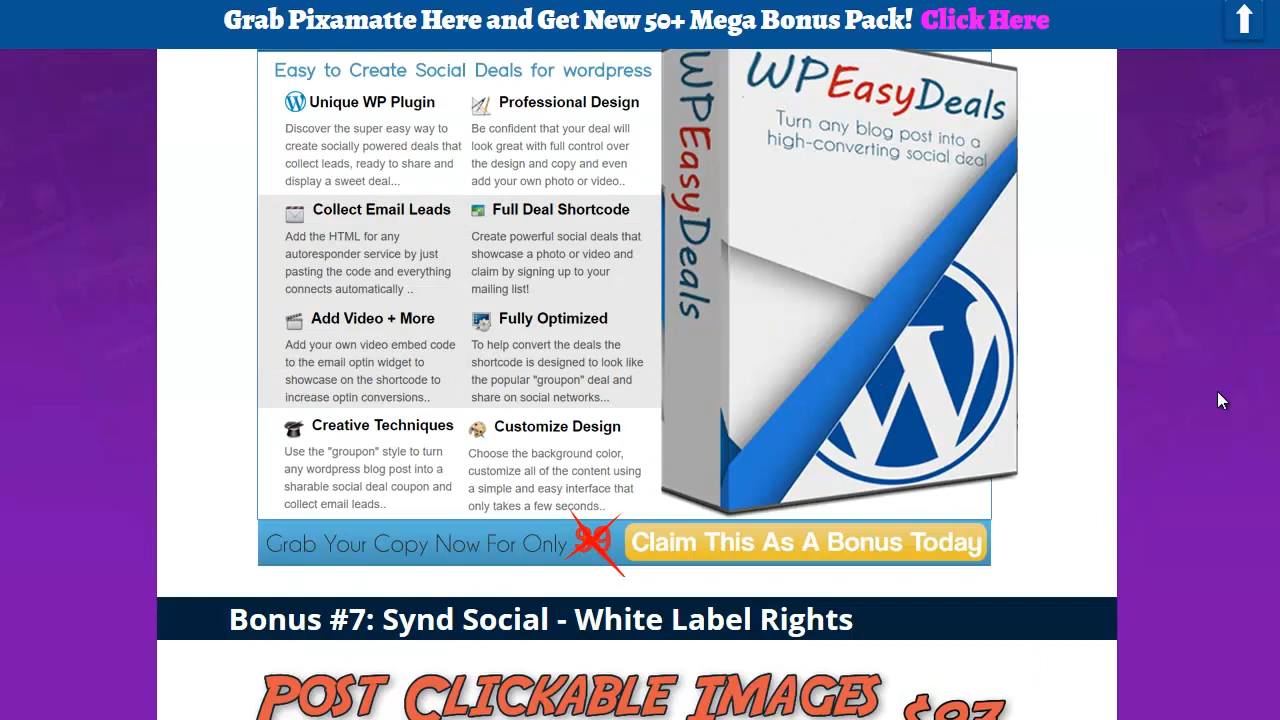 Grab Pixamatte Here and Get New 50+ Mega Bonus Pack! Click Here
Easy to Create Social Deals for wordpress
Unique WP Plugin
Discover the super easy way to
create socially powered deals that
collect leads, ready to share and
display a sweet deal...
Professional Design
Be confident that your deal will
look great with full control over
the design and copy and even
add your own photo or video..
Collect Email Leads
Add the HTML for any
autoresponder service by just
pasting the code and everything
connects automatically ..
Full Deal Shortcode
Create powerful social deals that
showcase a photo or video and
claim by signing up to your
mailing list!
Add Video + More
Add your own video embed code
to the email optin widget to
showcase on the shortcode to
increase optin conversions..
Fully Optimized
To help convert the deals the
shortcode is designed to look like
the popular "groupon" deal and
share on social networks...
Creative Techniques
Use the "groupon" style to turn
any wordpress blog post into a
sharable social deal coupon and
collect email leads..
Customize Design
Choose the background color,
customize all of the content using
a simple and easy interface that
only takes a few seconds..
WPEasyDeals
WPEasyDeals
Turn any blog post into a
high-converting social deal
Grab Your Copy Now For Only
Claim This As A Bonus Today
Bonus #7: Synd Social - White Label Rights
POST CLICKABLE IMAGES